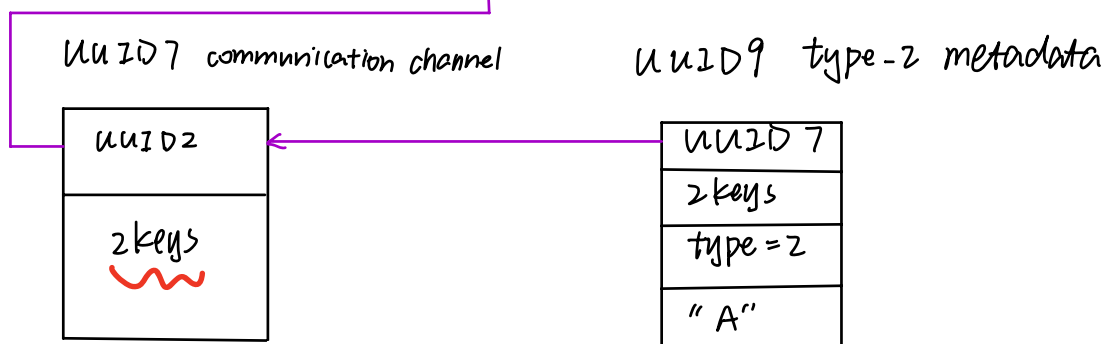 UUID7 communication channel
UUID9 type-2 metadata
UUID2
2keys
UUID7
2keys
type=2
"A"